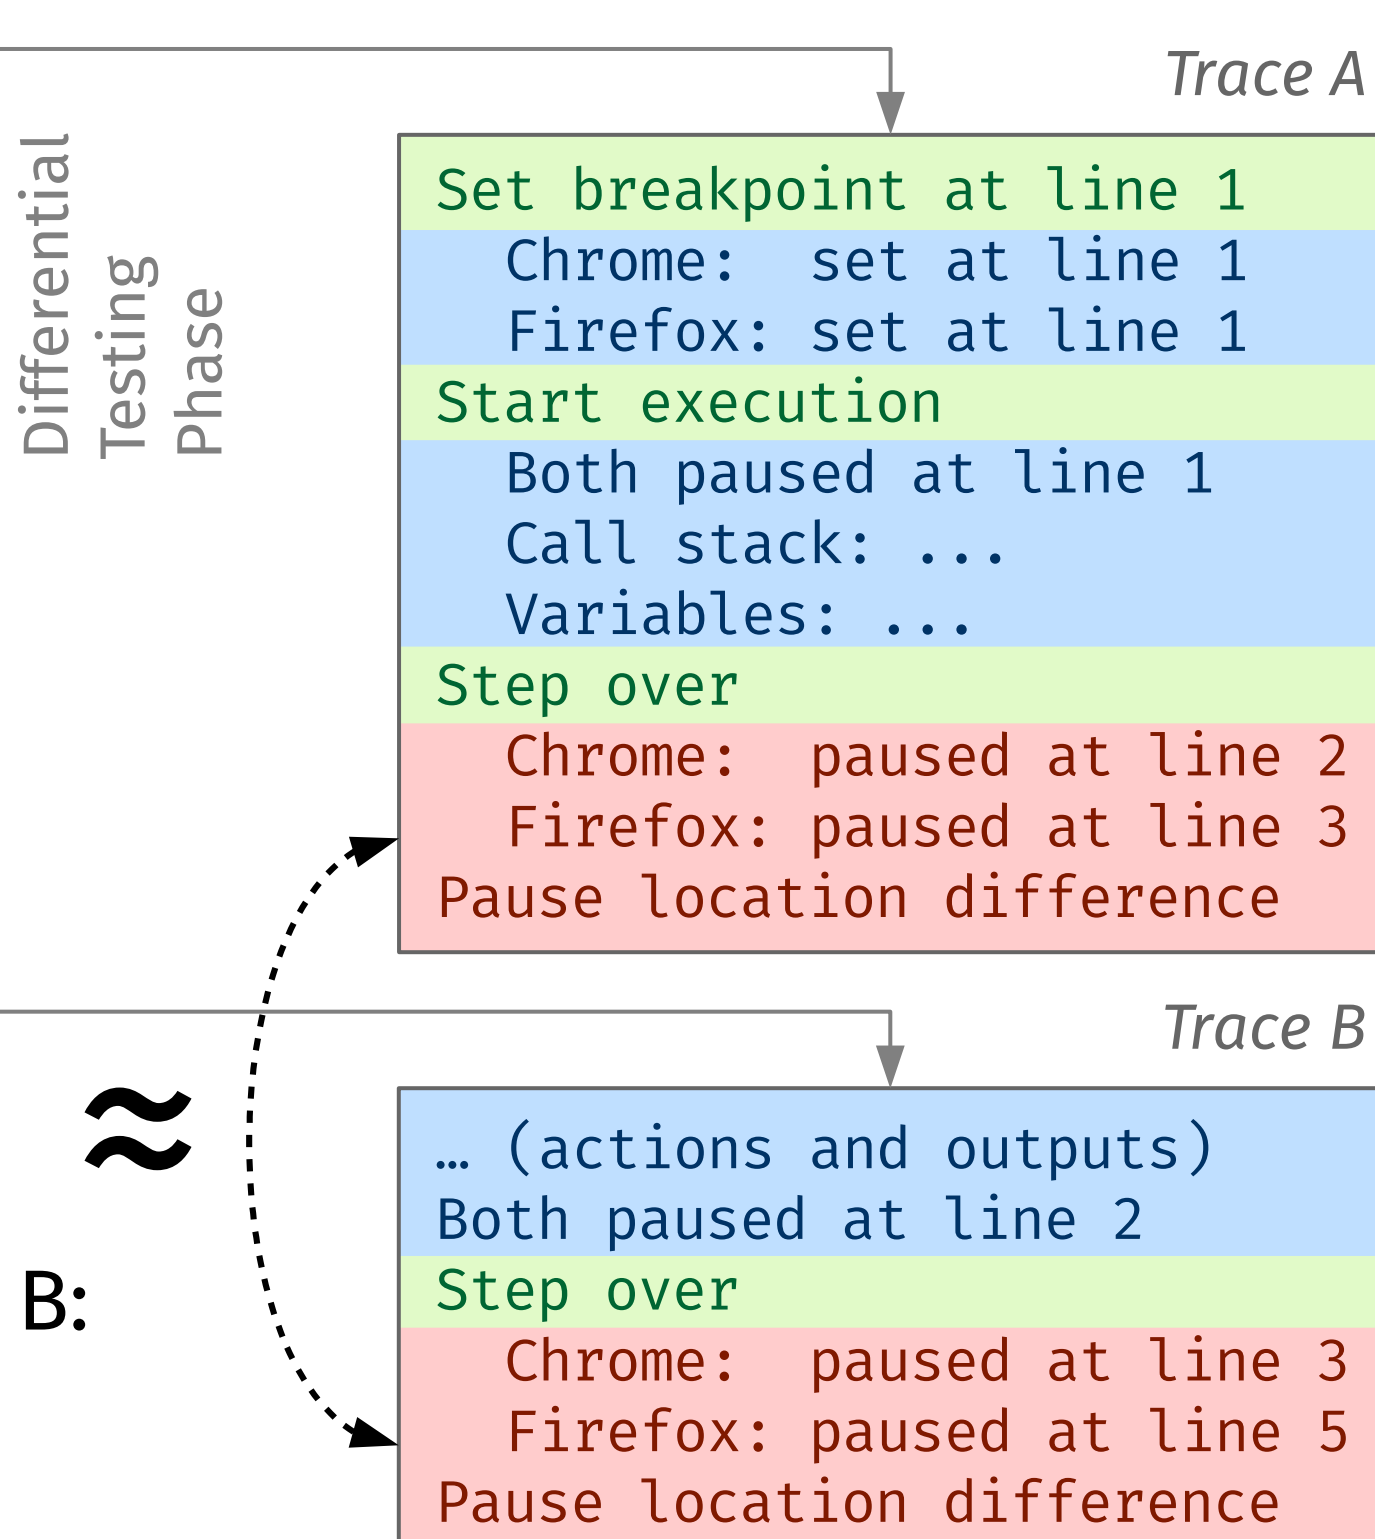 Trace A
Differential
Testing
Phase
Set breakpoint at line 1
Chrome:  set at line 1
Firefox: set at line 1
Start execution
Both paused at line 1
Call stack: ...
Variables: ...
Step over
Chrome:  paused at line 2
Firefox: paused at line 3
Pause location difference
Trace B
≈
… (actions and outputs)
Both paused at line 2
B:
Step over
Chrome:  paused at line 3
Firefox: paused at line 5
Pause location difference